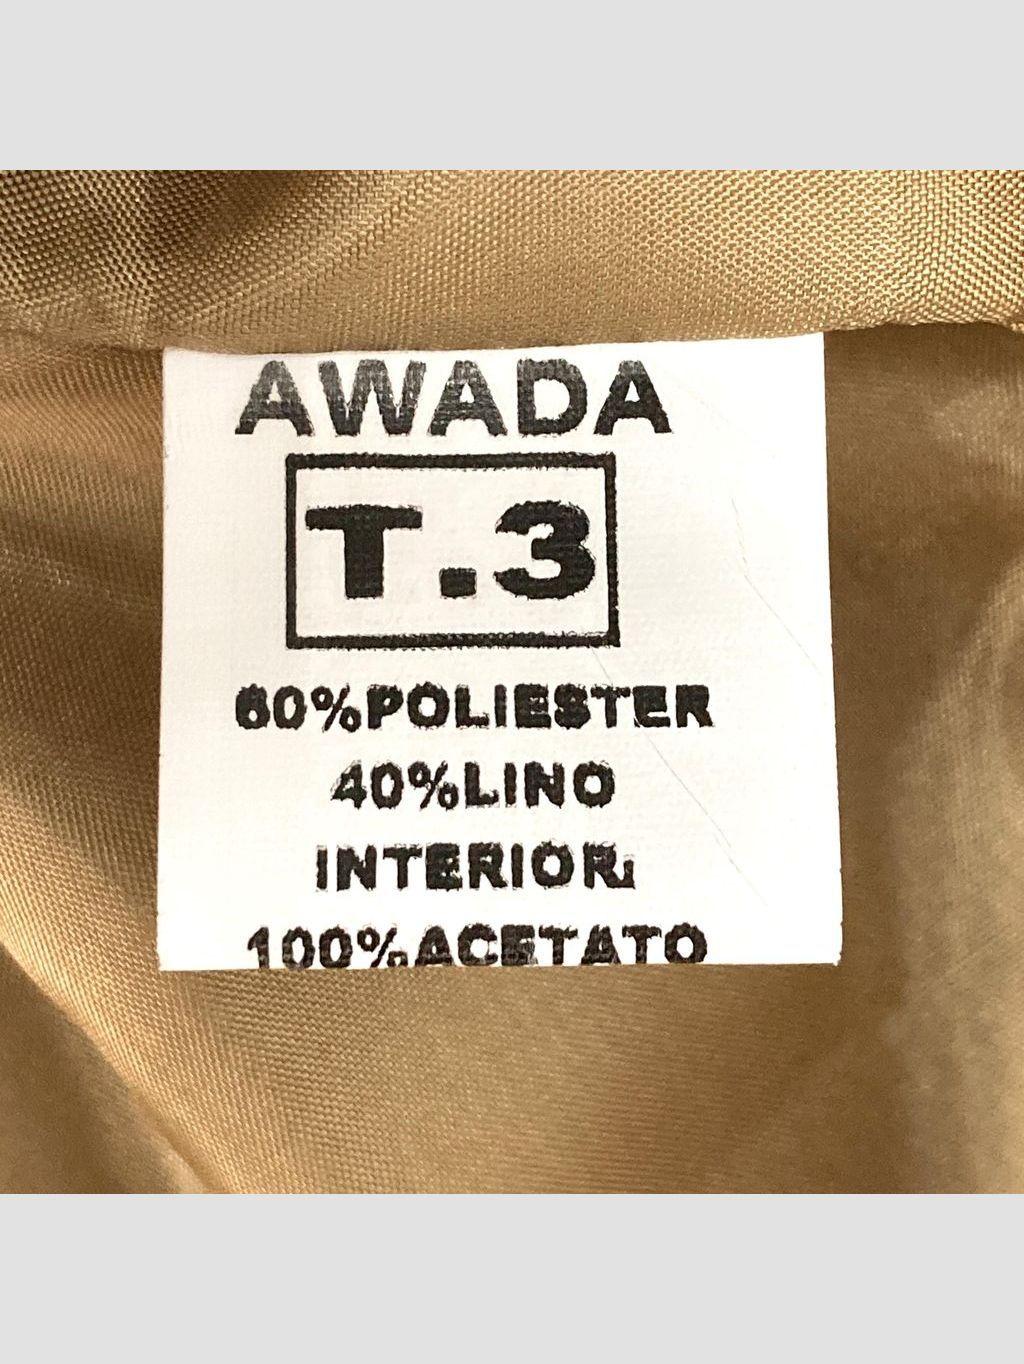 AWADA
T.3
60%POLIESTER
40%LINO
INTERIOR:
100%ACETATO